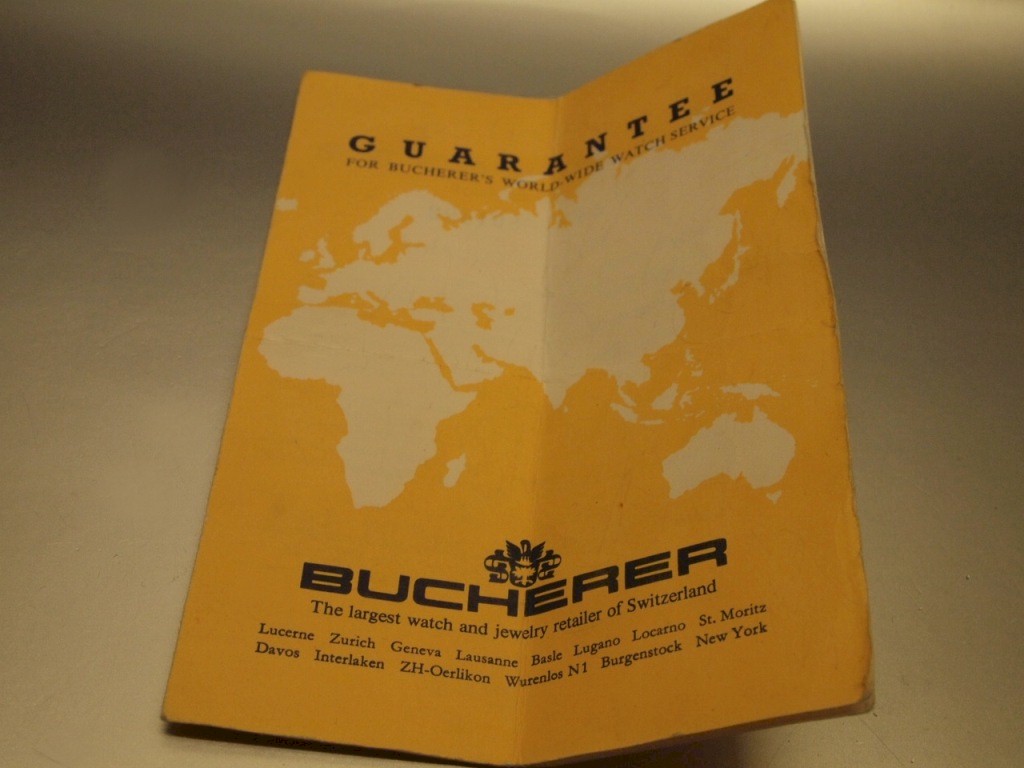 GUARANTEE
FOR BUCHERER'S WORLD-WIDE WATCH SERVICE
BUCHERER
The largest watch and jewelry retailer of Switzerland
Lucerne Zurich Geneva Lausanne Basle Lugano Locarno St. Moritz
Davos Interlaken ZH-Oerlikon Wurenlos N1 Burgenstock New York